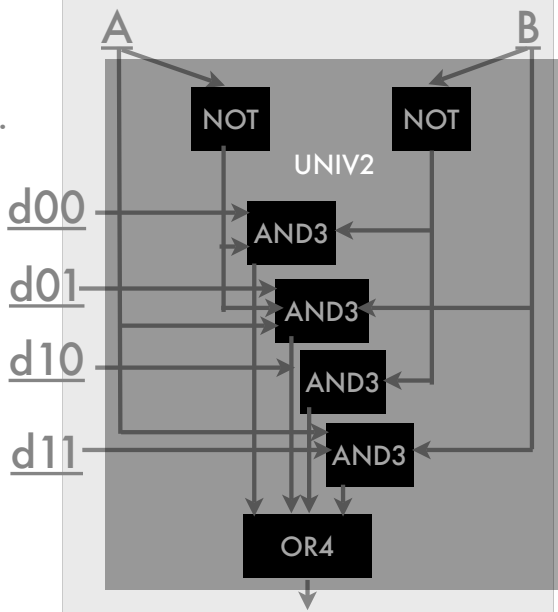 A B
.
NOT NOT
UNIV2
d00
AND3
d01
AND3
d10
AND3
d11
AND3
OR4